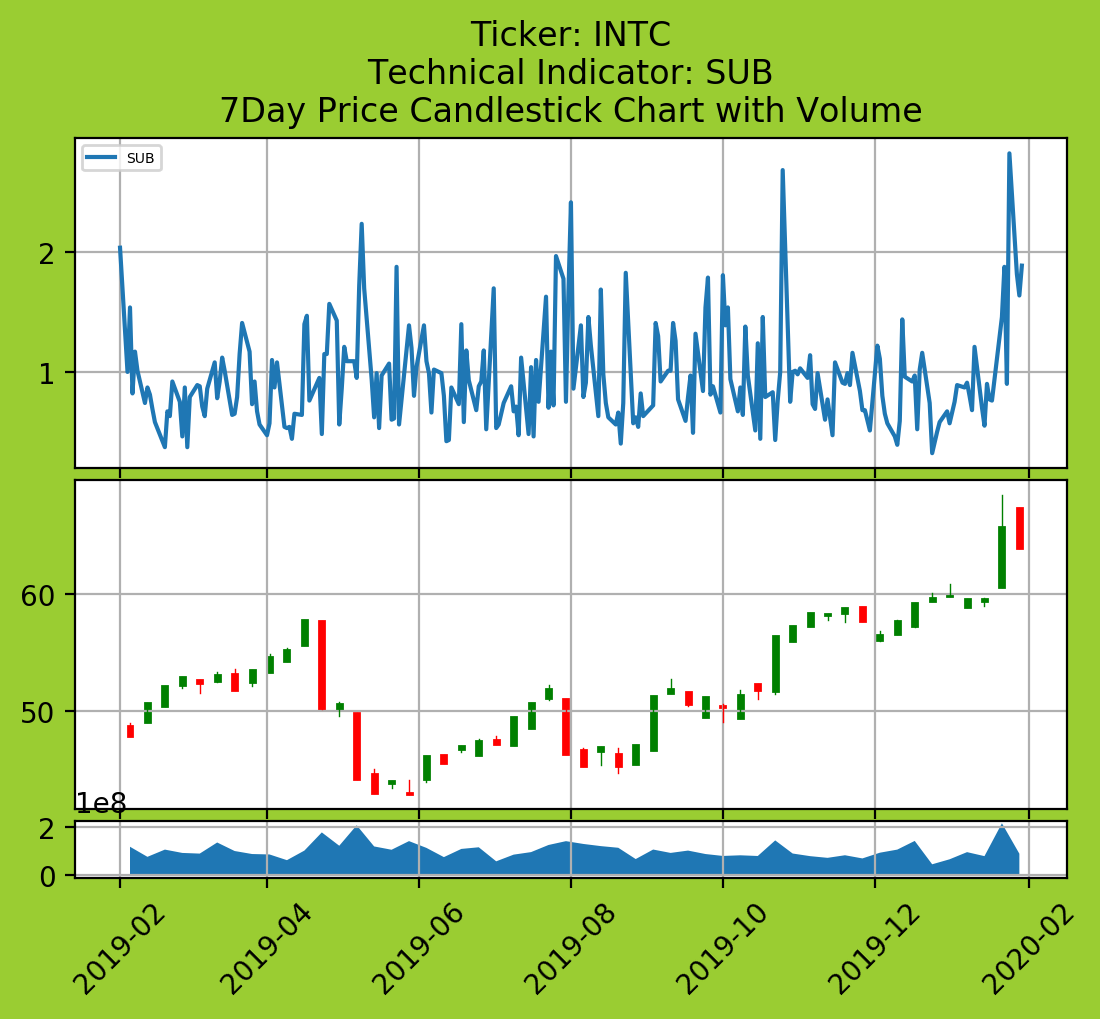 Ticker: INTC
Technical Indicator: SUB
7Day Price Candlestick Chart with Volume
SUB
2
1
60
50
1e8
2
0
2019-02
2019-04
2019-06
2019-08
2019-10
2019-12
2020-02